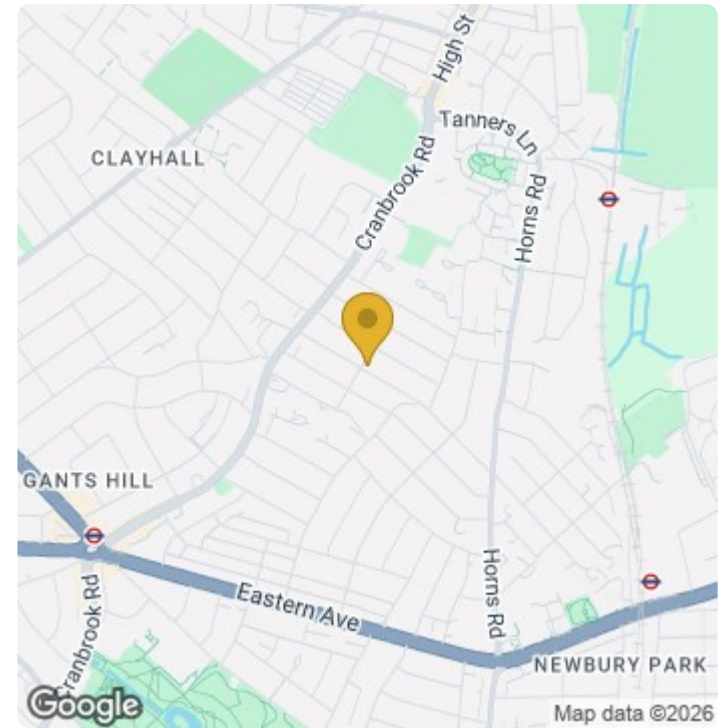 High St
Tanners Ln
CLAYHALL
Cranbrook Rd
Horns Rd
GANTS HILL
Horns Rd
Eastern Ave
Cranbrook Rd
NEWBURY PARK
Google
Map data ©2026